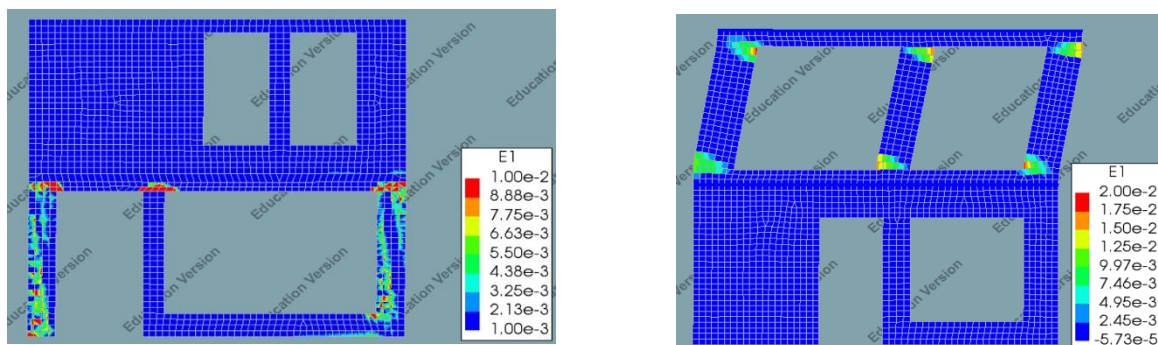 E1
1.00e-2
8.88e-3
7.75e-3
6.63e-3
5.50e-3
4.38e-3
3.25e-3
2.13e-3
1.00e-3
Education Version
Education Version
Education Version
Education Version
Education Version
E1
2.00e-2
1.75e-2
1.50e-2
1.25e-2
9.97e-3
7.46e-3
4.95e-3
2.45e-3
-5.73e-5
Education Version
Education Version
Education Version
Education Version